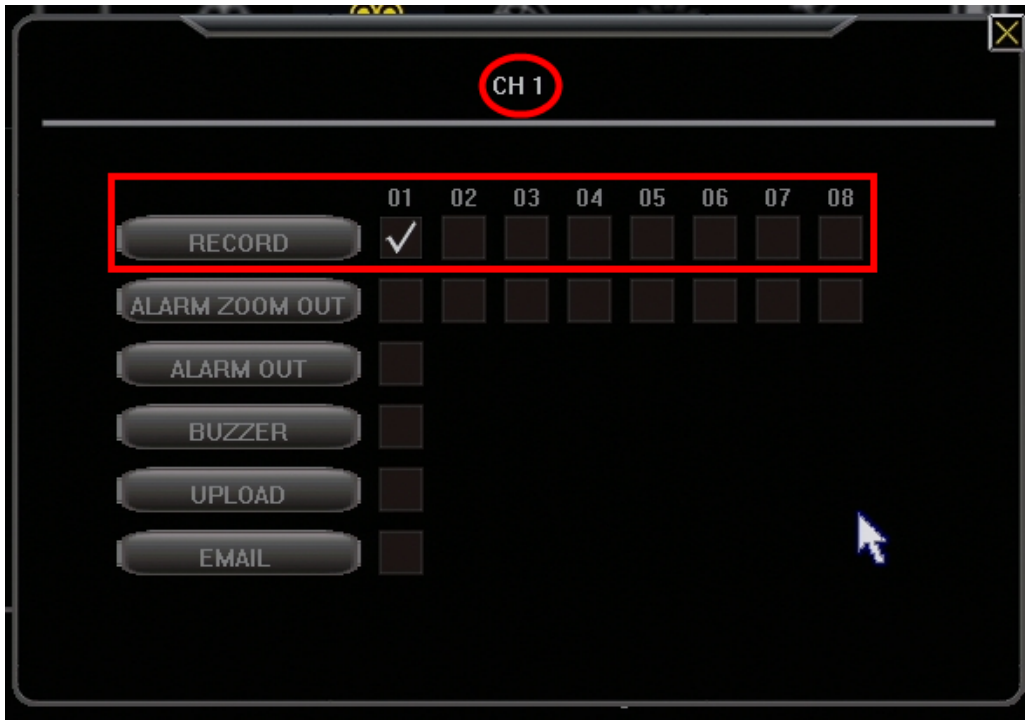 CH 1
01 02 03 04 05 06 07 08
RECORD
ALARM ZOOM OUT
ALARM OUT
BUZZER
UPLOAD
EMAIL